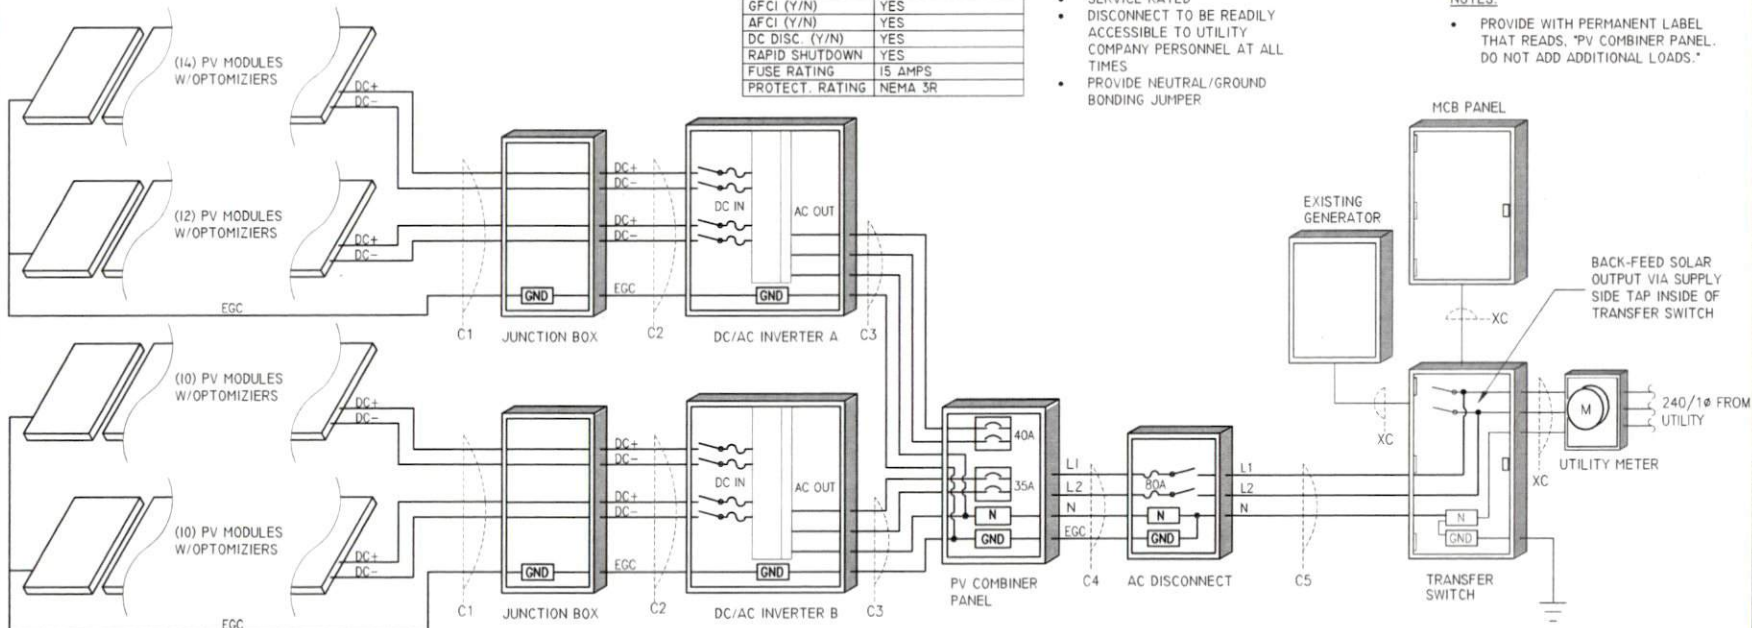 GFCI (Y/N) YES
AFCI (Y/N) YES
DC DISC. (Y/N) YES
RAPID SHUTDOWN YES
FUSE RATING 15 AMPS
PROTECT. RATING NEMA 3R
• SERVICE RATED
• DISCONNECT TO BE READILY
ACCESSIBLE TO UTILITY
COMPANY PERSONNEL AT ALL
TIMES
• PROVIDE NEUTRAL/GROUND
BONDING JUMPER
NOTES:
• PROVIDE WITH PERMANENT LABEL
THAT READS, "PV COMBINER PANEL.
DO NOT ADD ADDITIONAL LOADS."
(14) PV MODULES
W/OPTOMIZIERS
DC+
DC-
(12) PV MODULES
W/OPTOMIZIERS
DC+
DC-
EGC
C1
GND
JUNCTION BOX
DC+
DC-
DC+
DC-
EGC
C2
DC IN
AC OUT
GND
DC/AC INVERTER A
C3
(10) PV MODULES
W/OPTOMIZIERS
DC+
DC-
(10) PV MODULES
W/OPTOMIZIERS
DC+
DC-
EGC
C1
GND
JUNCTION BOX
DC+
DC-
DC+
DC-
EGC
C2
DC IN
AC OUT
GND
DC/AC INVERTER B
C3
40A
35A
N
GND
PV COMBINER
PANEL
L1
L2
N
EGC
C4
80A
N
GND
AC DISCONNECT
L1
L2
N
C5
MCB PANEL
EXISTING
GENERATOR
XC
XC
BACK-FEED SOLAR
OUTPUT VIA SUPPLY
SIDE TAP INSIDE OF
TRANSFER SWITCH
N
GND
TRANSFER
SWITCH
XC
M
UTILITY METER
240/1ø FROM
UTILITY